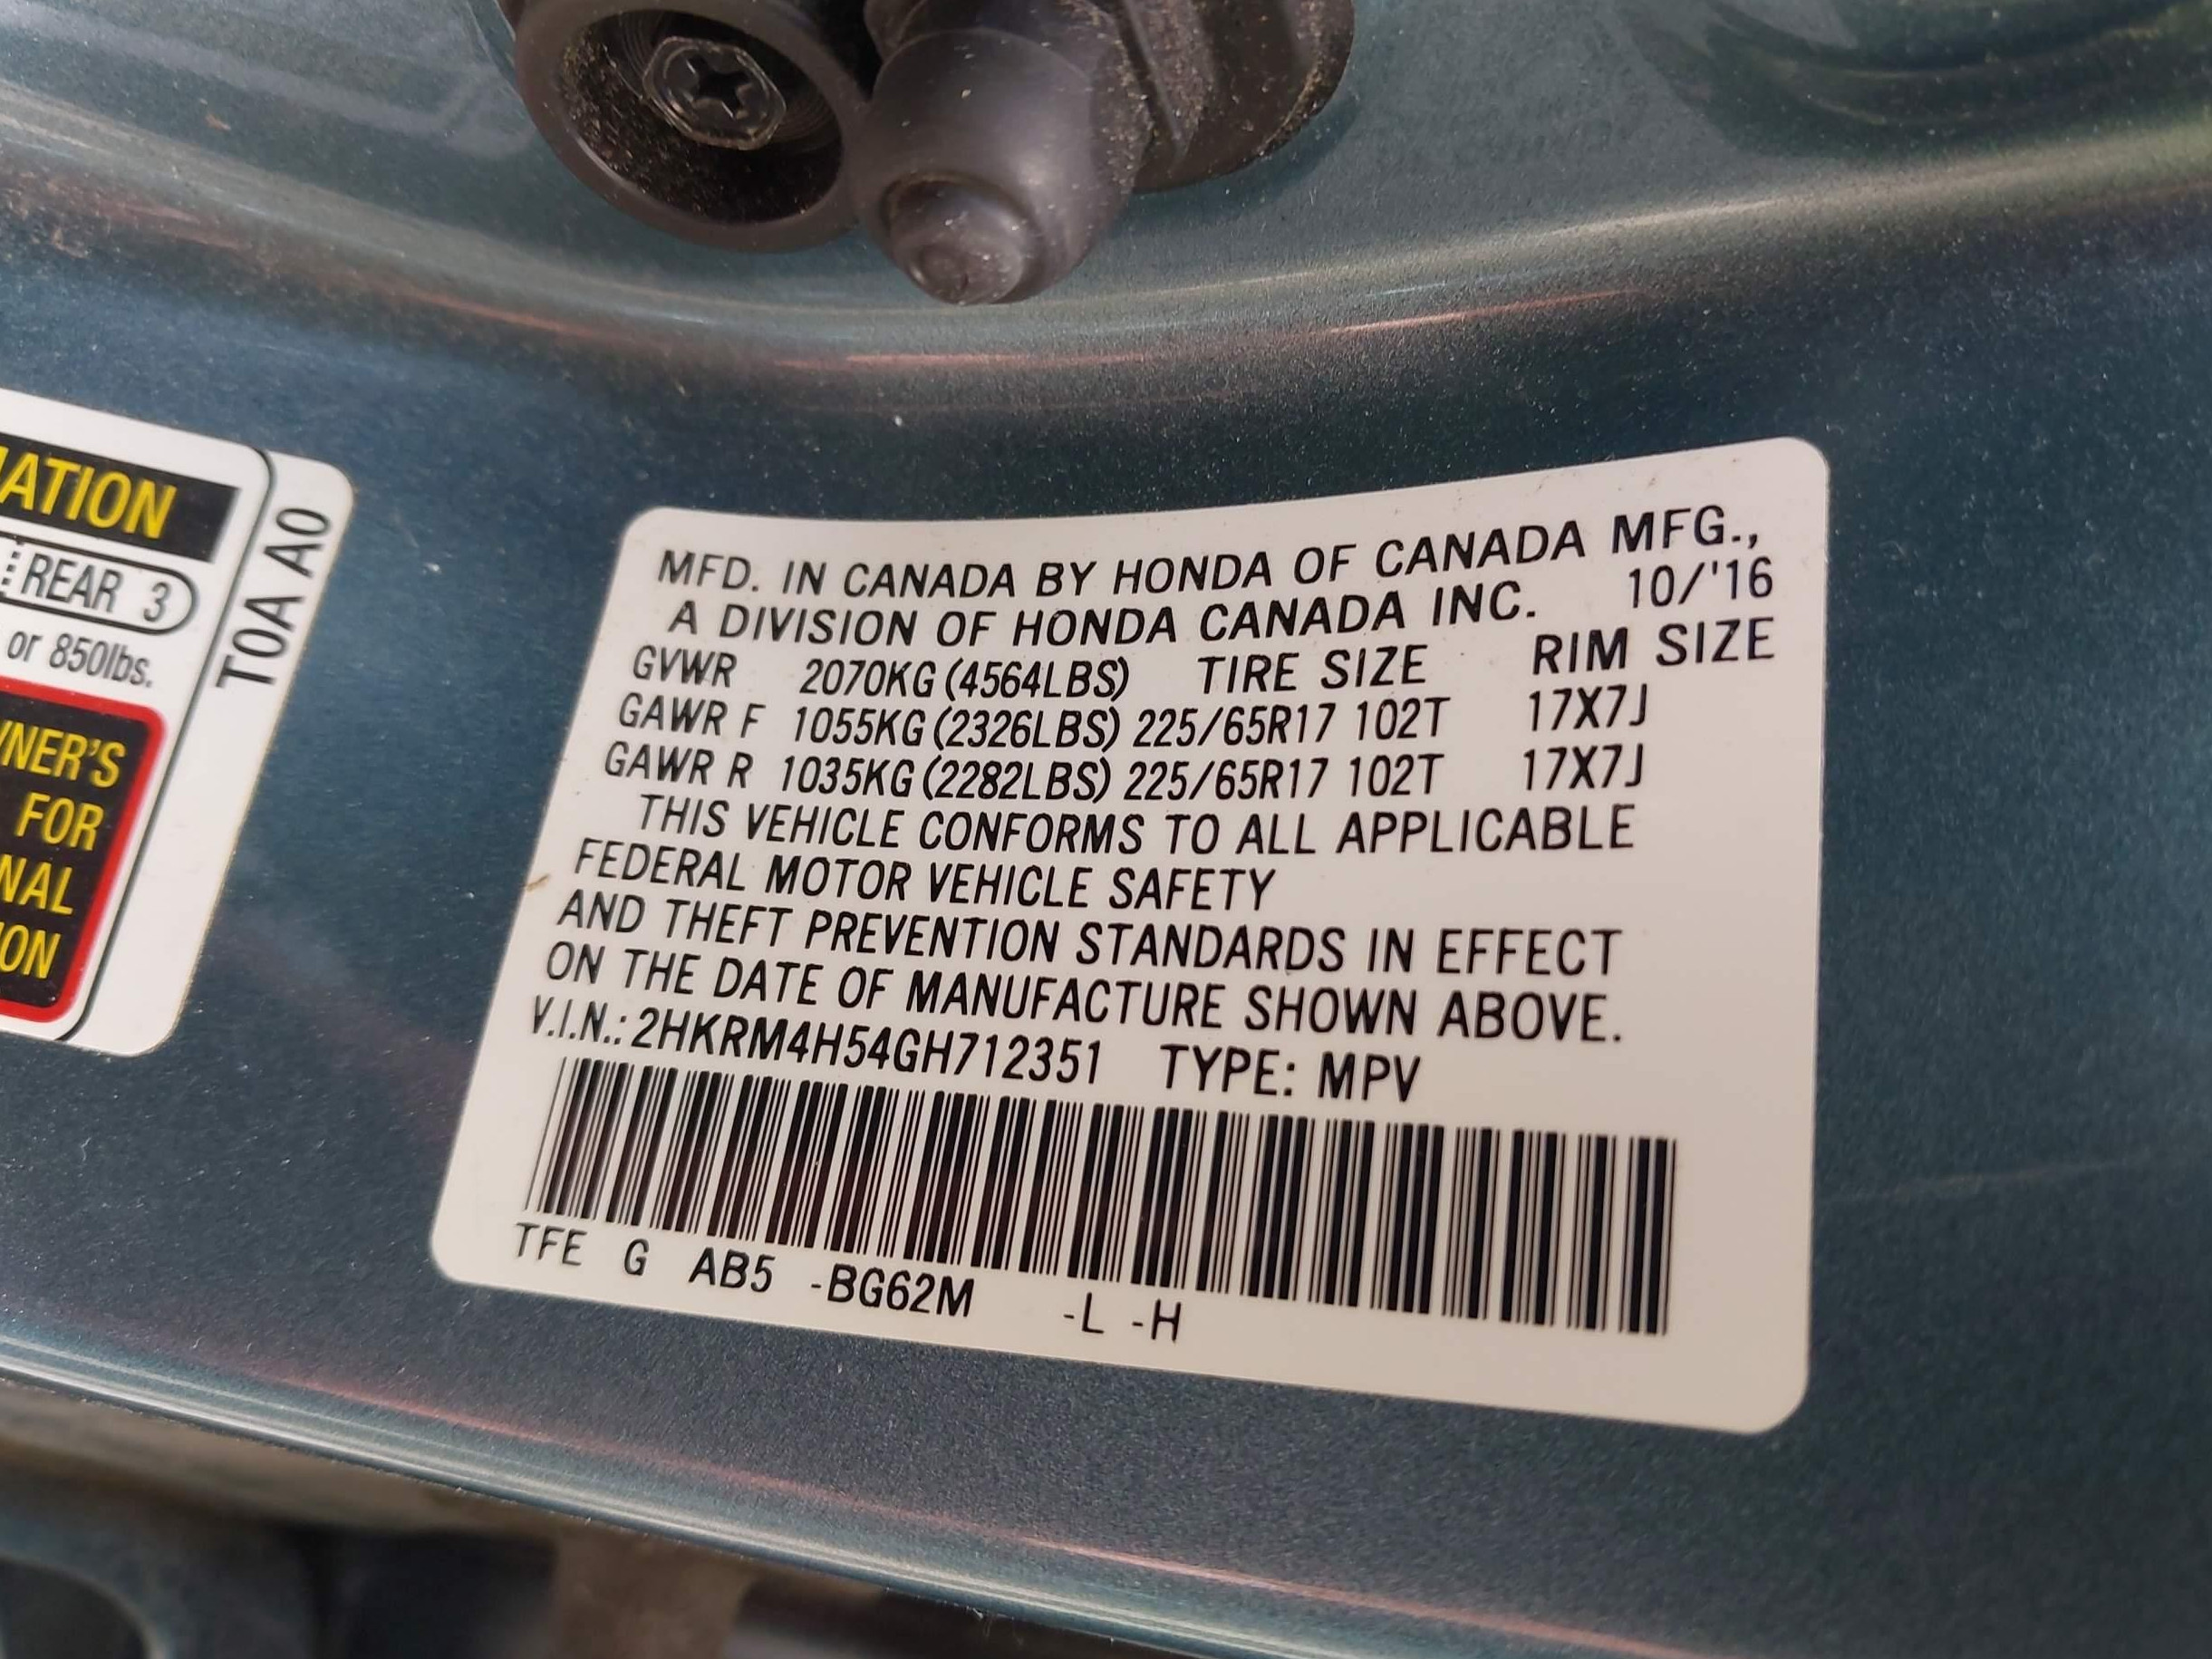 ATION
REAR 3
or 850lbs.
NER'S
FOR
NAL
ION
T0A A0
MFD. IN CANADA BY HONDA OF CANADA MFG.,
A DIVISION OF HONDA CANADA INC. 10/'16
GVWR 2070KG (4564LBS) TIRE SIZE RIM SIZE
GAWR F 1055KG (2326LBS) 225/65R17 102T 17X7J
GAWR R 1035KG (2282LBS) 225/65R17 102T 17X7J
THIS VEHICLE CONFORMS TO ALL APPLICABLE
FEDERAL MOTOR VEHICLE SAFETY
AND THEFT PREVENTION STANDARDS IN EFFECT
ON THE DATE OF MANUFACTURE SHOWN ABOVE.
V.I.N.: 2HKRM4H54GH712351 TYPE: MPV
TFE G AB5 -BG62M -L -H